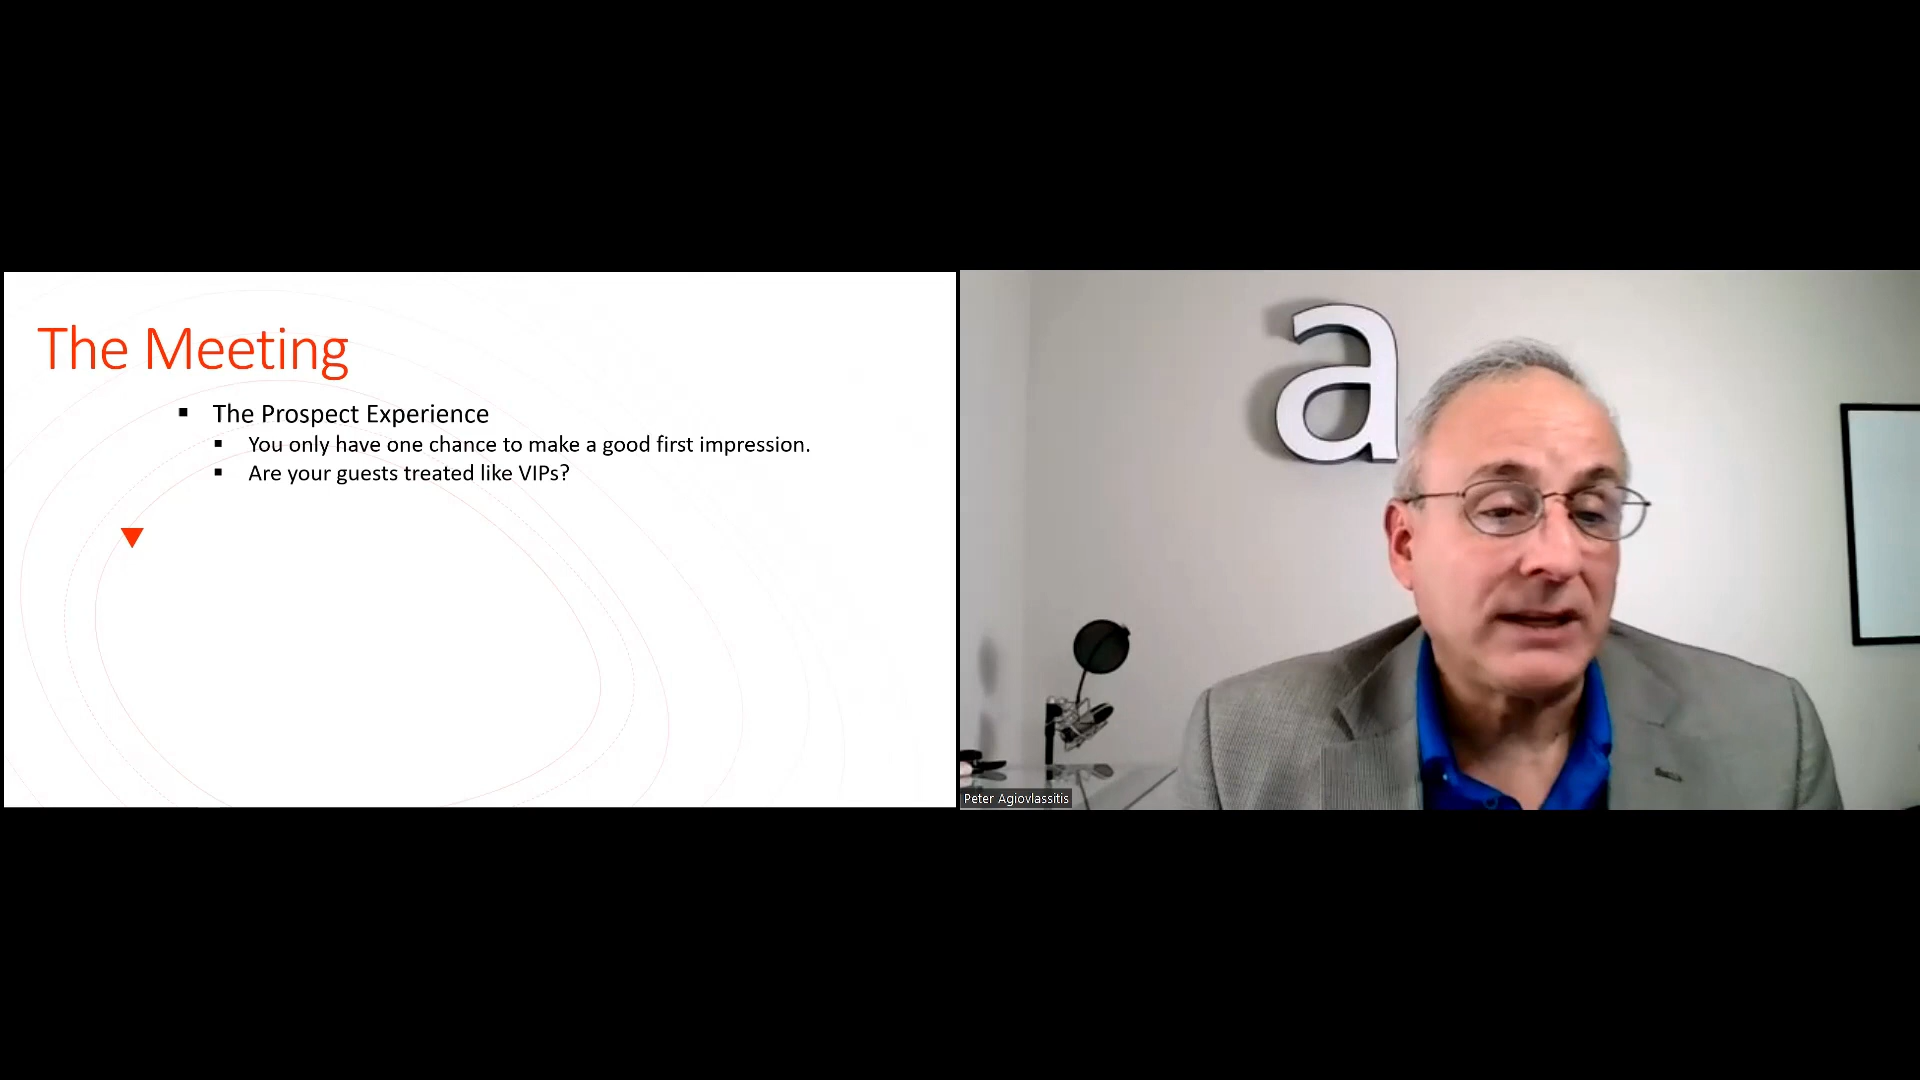 The Meeting
▪ The Prospect Experience
▪ You only have one chance to make a good first impression.
▪ Are your guests treated like VIPs?
a
Peter Agiovlassitis